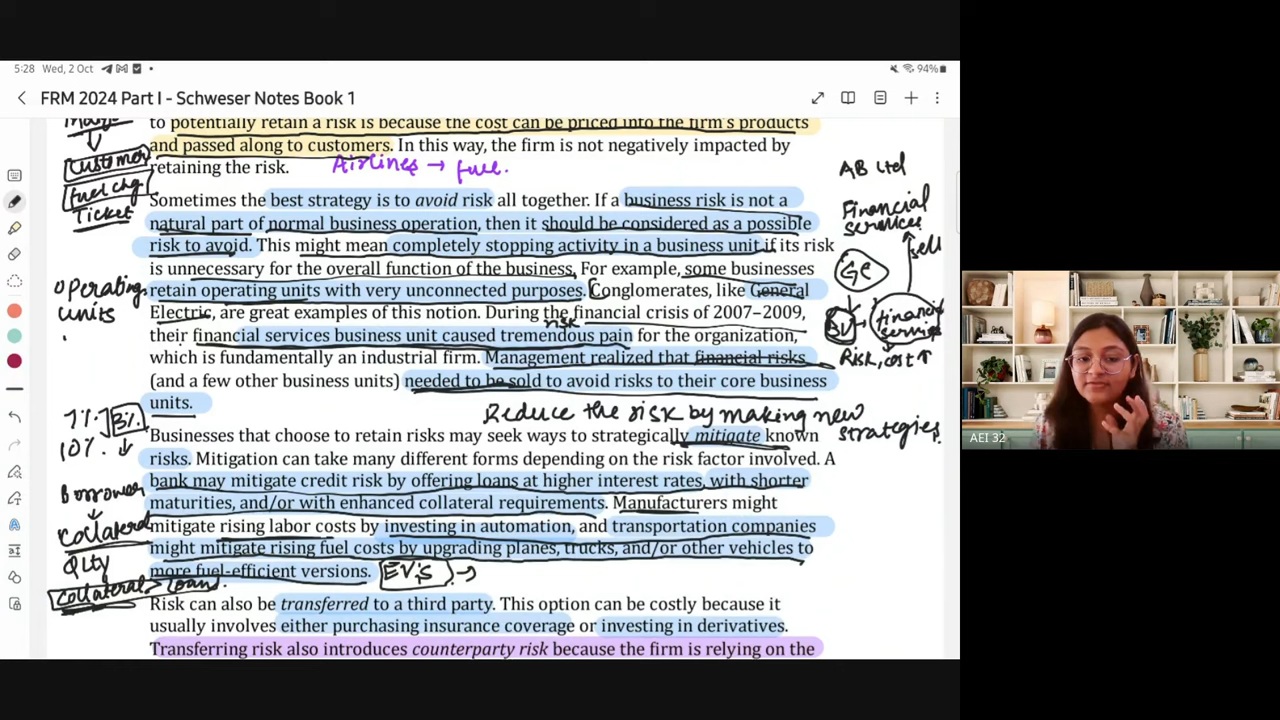 5:28 Wed, 2 Oct
94%
FRM 2024 Part I - Schweser Notes Book 1
to potentially retain a risk is because the cost can be priced into the firm's products
and passed along to customers. In this way, the firm is not negatively impacted by
retaining the risk.
Airlines → fuel.
Customer
fuel chg
Ticket
Sometimes the best strategy is to avoid risk all together. If a business risk is not a
natural part of normal business operation, then it should be considered as a possible
risk to avoid. This might mean completely stopping activity in a business unit if its risk
is unnecessary for the overall function of the business. For example, some businesses
retain operating units with very unconnected purposes. Conglomerates, like General
Electric, are great examples of this notion. During the financial crisis of 2007–2009,
their financial services business unit caused tremendous pain for the organization,
which is fundamentally an industrial firm. Management realized that financial risks
(and a few other business units) needed to be sold to avoid risks to their core business
units.
risk
Operating
units
AB Ltd
Financial
services
sell
GE
BU
financial
service
Risk, cost ↑
Reduce the risk by making new
strategies.
7%
3%
10% ↓
Businesses that choose to retain risks may seek ways to strategically mitigate known
risks. Mitigation can take many different forms depending on the risk factor involved. A
bank may mitigate credit risk by offering loans at higher interest rates, with shorter
maturities, and/or with enhanced collateral requirements. Manufacturers might
mitigate rising labor costs by investing in automation, and transportation companies
might mitigate rising fuel costs by upgrading planes, trucks, and/or other vehicles to
more fuel-efficient versions.
EV's →
Borrower
Collateral
Qlty
Collateral > loan.
Risk can also be transferred to a third party. This option can be costly because it
usually involves either purchasing insurance coverage or investing in derivatives.
Transferring risk also introduces counterparty risk because the firm is relying on the
AEI 32